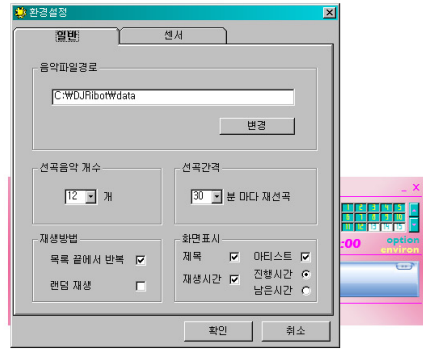 환경설정
일반 센서
음악파일경로
C:₩DJRibot₩data
변경
선곡음악 개수 선곡간격
12 개 30 분 마다 재선곡
재생방법 화면표시
목록 끝에서 반복 제목 아티스트
랜덤 재생 재생시간 진행시간
남은시간
확인 취소
:00 option
environ